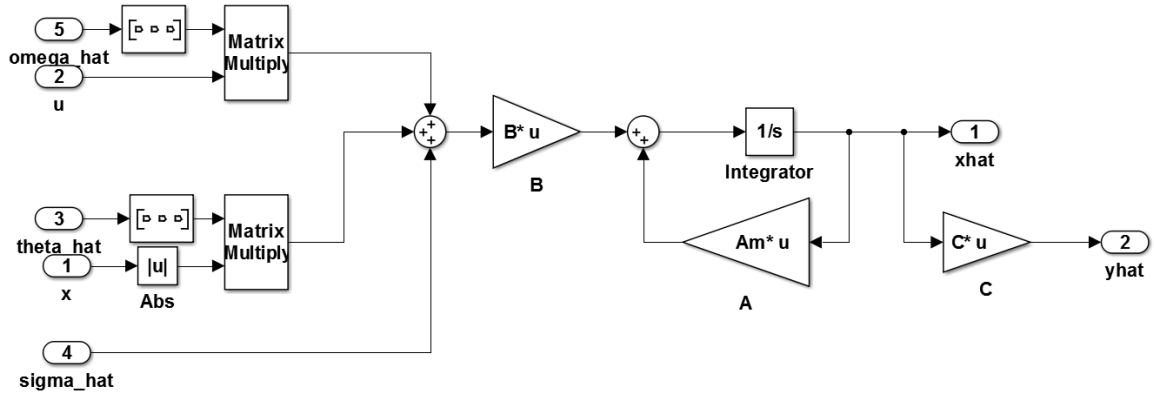 5
omega_hat
2
u
Matrix
Multiply
3
theta_hat
1
x
|u|
Abs
Matrix
Multiply
4
sigma_hat
+
+
+
B* u
B
+
+
1/s
Integrator
Am* u
A
1
xhat
C* u
C
2
yhat